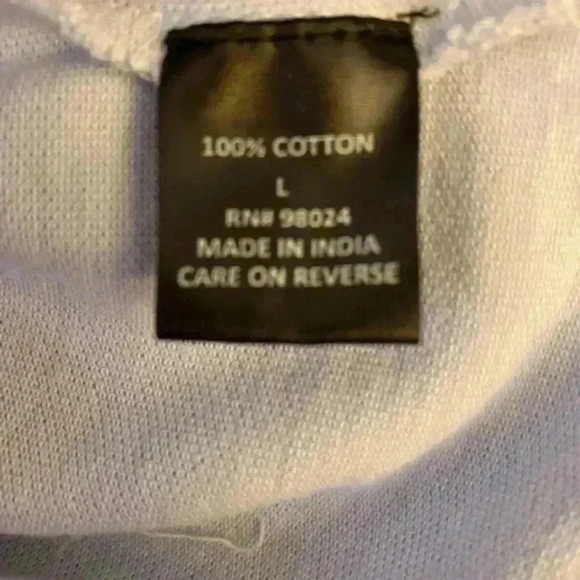 100% COTTON
L
RN# 98024
MADE IN INDIA
CARE ON REVERSE